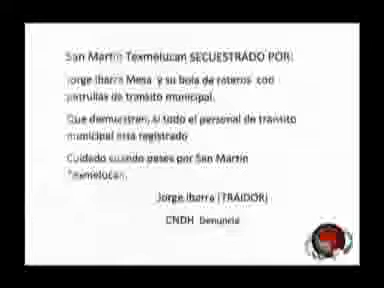 San Martin Texmelucan SECUESTRADO POR:
Jorge Ibarra Mesa y su bola de rateros con
patrullas de transito municipal.
Que demuestren,si todo el personal de transito
municipal esta registrado
Cuidado cuando pases por San Martin
Texmelucan.
Jorge Ibarra (TRAIDOR)
CNDH Denuncia